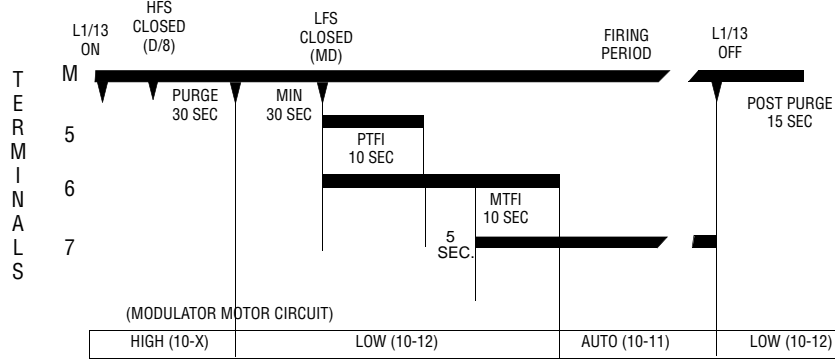 L1/13
ON
HFS
CLOSED
(D/8)
LFS
CLOSED
(MD)
FIRING
PERIOD
L1/13
OFF
TERMINALS
M
PURGE
30 SEC
MIN
30 SEC
POST PURGE
15 SEC
5
PTFI
10 SEC
6
MTFI
10 SEC
7
5
SEC.
(MODULATOR MOTOR CIRCUIT)
HIGH (10-X)
LOW (10-12)
AUTO (10-11)
LOW (10-12)